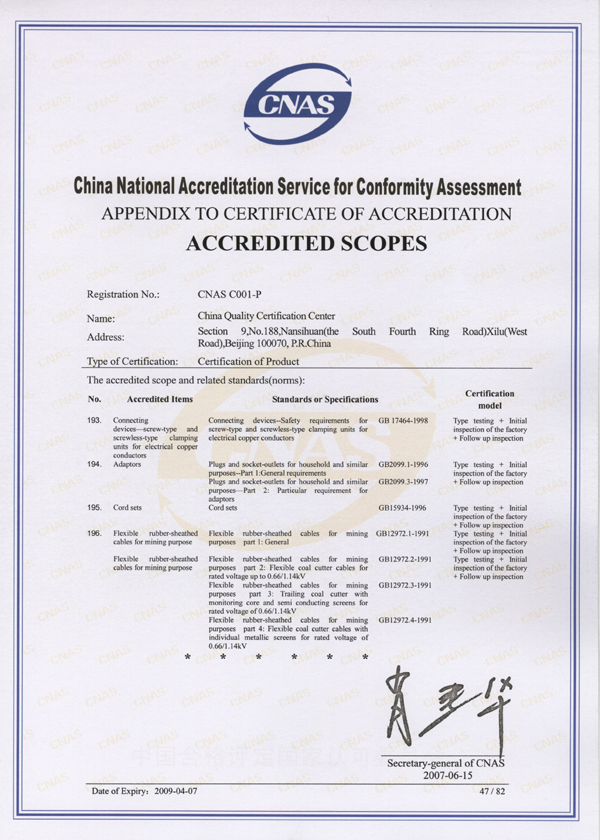 CNAS
China National Accreditation Service for Conformity Assessment
APPENDIX TO CERTIFICATE OF ACCREDITATION
ACCREDITED SCOPES
Registration No.: CNAS C001-P
Name: China Quality Certification Center
Address: Section 9,No.188,Nansihuan(the South Fourth Ring Road)Xilu(West
Road),Beijing 100070, P.R.China
Type of Certification: Certification of Product
The accredited scope and related standards(norms):
No. Accredited Items Standards or Specifications Certification
model
193. Connecting Connecting devices--Safety requirements for GB 17464-1998 Type testing + Initial
devices—screw-type and screw-type and screwless-type clamping units for inspection of the factory
screwless-type clamping electrical copper conductors + Follow up inspection
units for electrical copper
conductors
194. Adaptors Plugs and socket-outlets for household and similar GB2099.1-1996 Type testing + Initial
purposes--Part 1:General requirements inspection of the factory
Plugs and socket-outlets for household and similar GB2099.3-1997 + Follow up inspection
purposes—Part 2: Particular requirement for
adaptors
195. Cord sets Cord sets GB15934-1996 Type testing + Initial
inspection of the factory
+ Follow up inspection
196. Flexible rubber-sheathed Flexible rubber-sheathed cables for mining GB12972.1-1991 Type testing + Initial
cables for mining purpose purposes part 1: General inspection of the factory
+ Follow up inspection
Flexible rubber-sheathed Flexible rubber-sheathed cables for mining GB12972.2-1991 Type testing + Initial
cables for mining purpose purposes part 2: Flexible coal cutter cables for inspection of the factory
rated voltage up to 0.66/1.14kV + Follow up inspection
Flexible rubber-sheathed cables for mining GB12972.3-1991
purposes part 3: Trailing coal cutter with
monitoring core and semi conducting screens for
rated voltage of 0.66/1.14kV
Flexible rubber-sheathed cables for mining GB12972.4-1991
purposes part 4: Flexible coal cutter cables with
individual metallic screens for rated voltage of
0.66/1.14kV
* * * * * *
Secretary-general of CNAS
2007-06-15
Date of Expiry: 2009-04-07 47 / 82